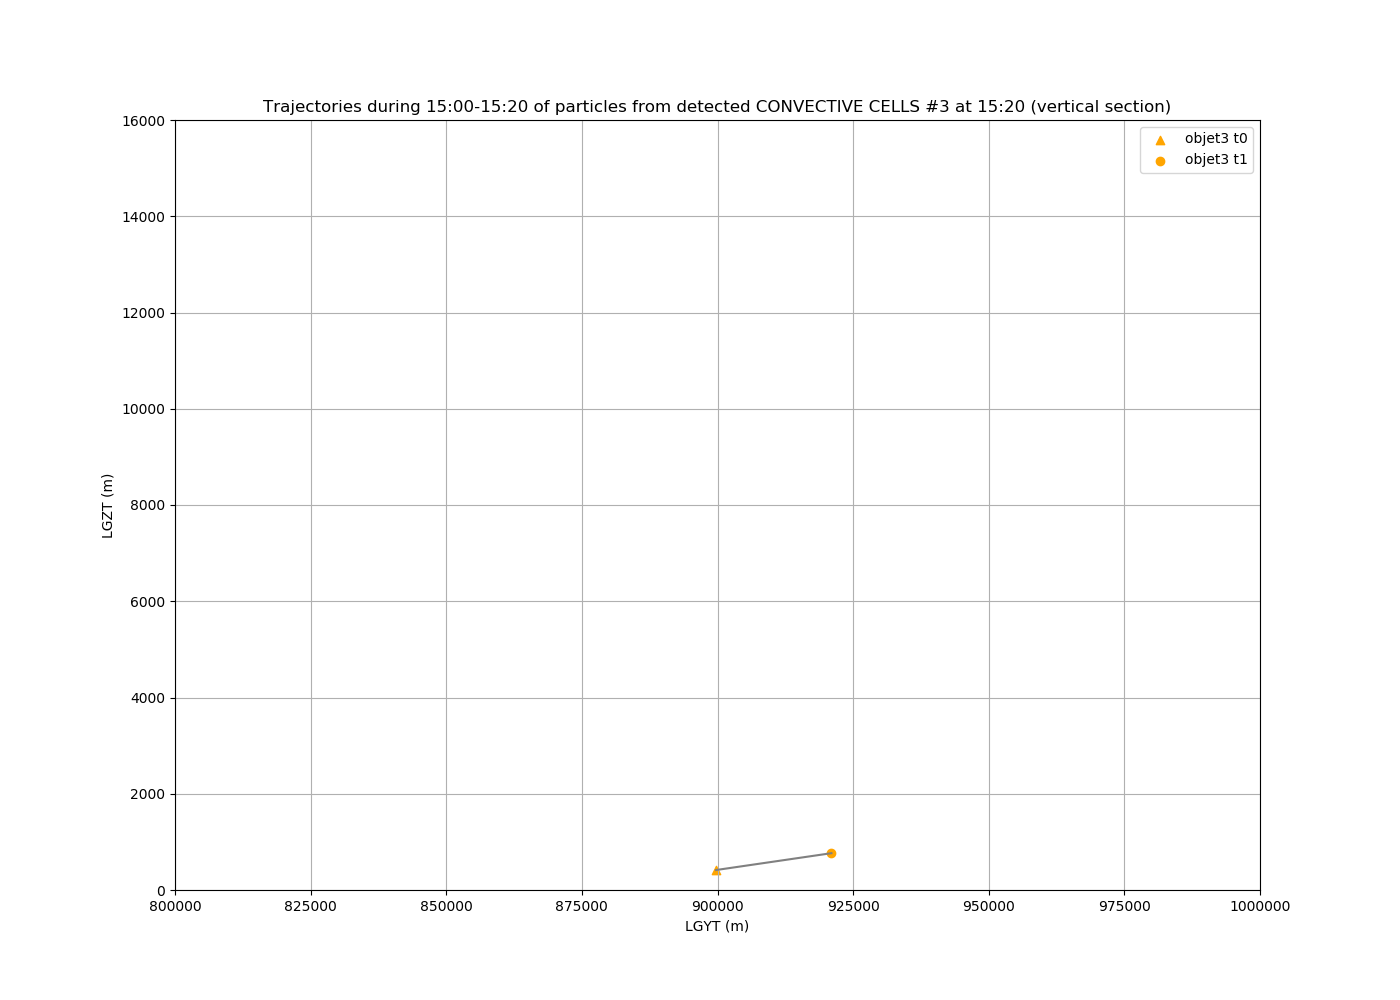 Trajectories during 15:00-15:20 of particles from detected CONVECTIVE CELLS #3 at 15:20 (vertical section)
objet3 t0
objet3 t1
16000
14000
12000
10000
8000
6000
4000
2000
0
LGZT (m)
800000 825000 850000 875000 900000 925000 950000 975000 1000000
LGYT (m)